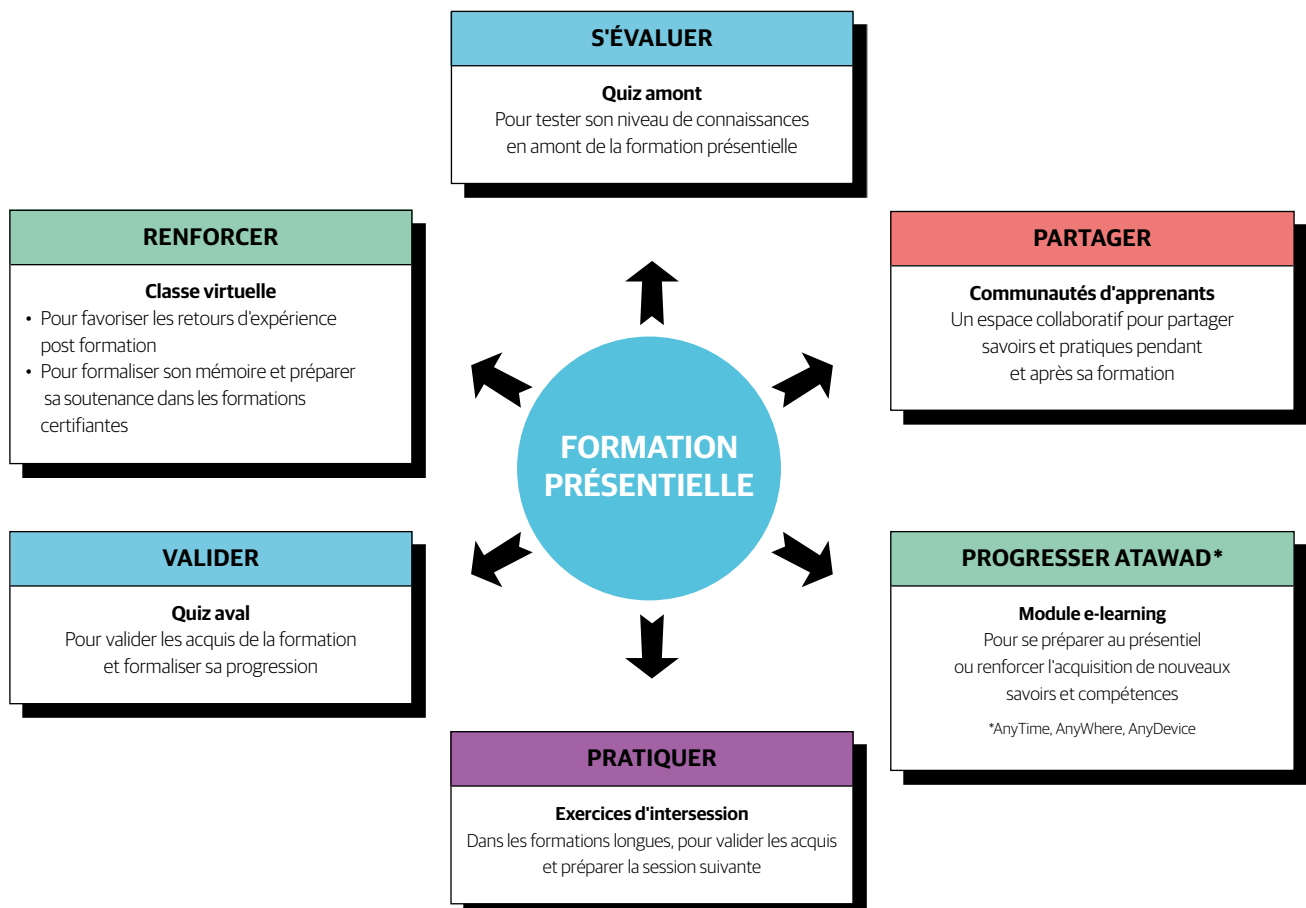 S'ÉVALUER
Quiz amont
Pour tester son niveau de connaissances
en amont de la formation présentielle
RENFORCER
Classe virtuelle
• Pour favoriser les retours d'expérience
post formation
• Pour formaliser son mémoire et préparer
sa soutenance dans les formations
certifiantes
PARTAGER
Communautés d'apprenants
Un espace collaboratif pour partager
savoirs et pratiques pendant
et après sa formation
FORMATION
PRÉSENTIELLE
VALIDER
Quiz aval
Pour valider les acquis de la formation
et formaliser sa progression
PROGRESSER ATAWAD*
Module e-learning
Pour se préparer au présentiel
ou renforcer l'acquisition de nouveaux
savoirs et compétences
*AnyTime, AnyWhere, AnyDevice
PRATIQUER
Exercices d'intersession
Dans les formations longues, pour valider les acquis
et préparer la session suivante